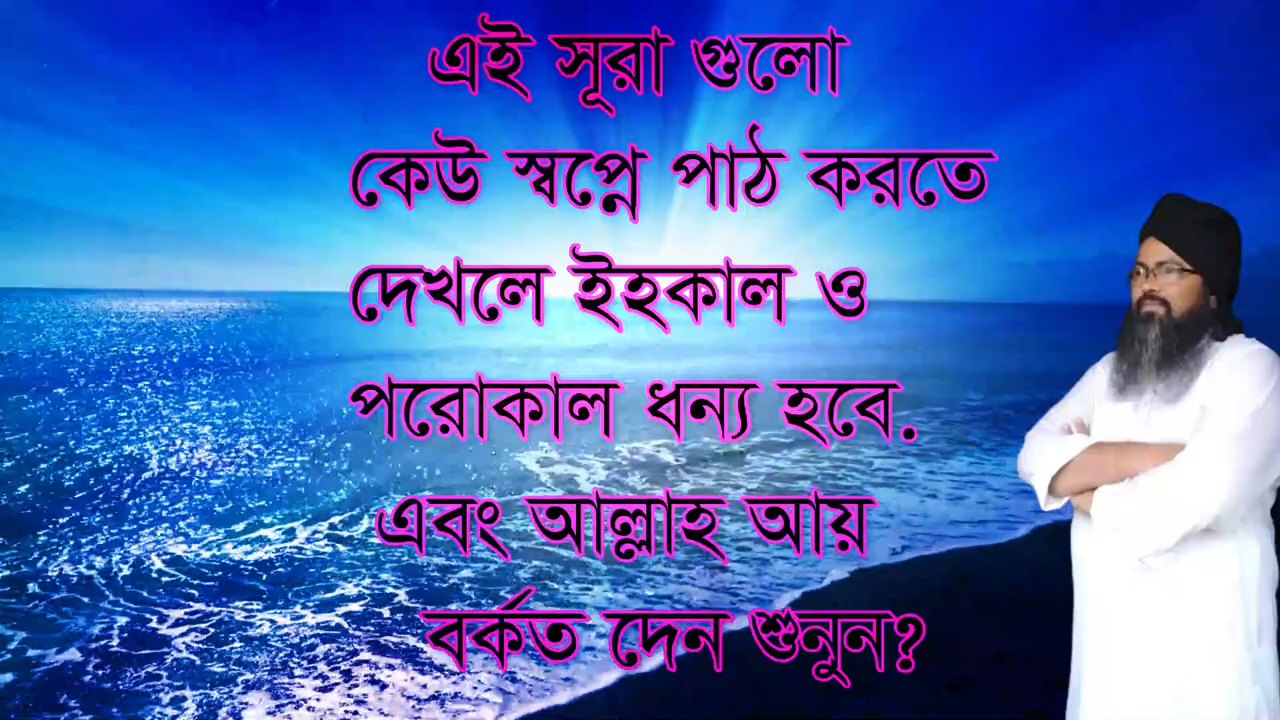 এই সূরা গুলো
কেউ স্বপ্নে পাঠ করতে
দেখলে ইহকাল ও
পরোকাল ধন্য হবে.
এবং আল্লাহ আয়
বর্কত দেন শুনুন?